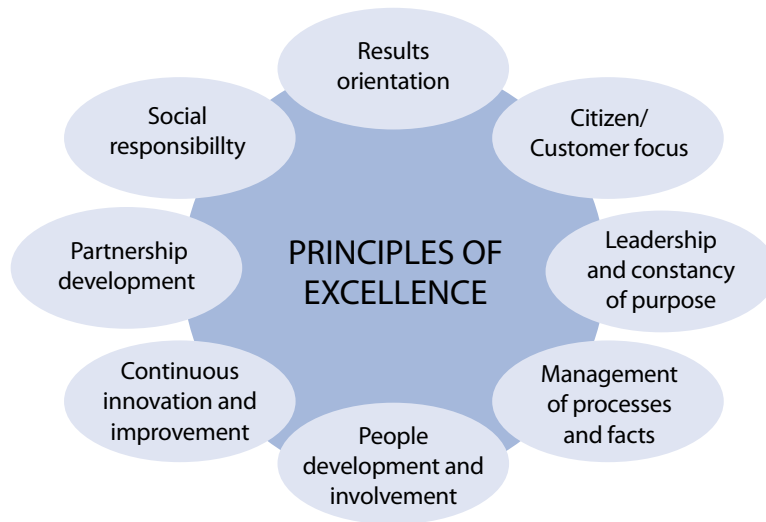 Results
orientation
Citizen/
Customer focus
Leadership
and constancy
of purpose
Management
of processes
and facts
People
development and
involvement
Continuous
innovation and
improvement
Partnership
development
Social
responsibillty
PRINCIPLES OF
EXCELLENCE